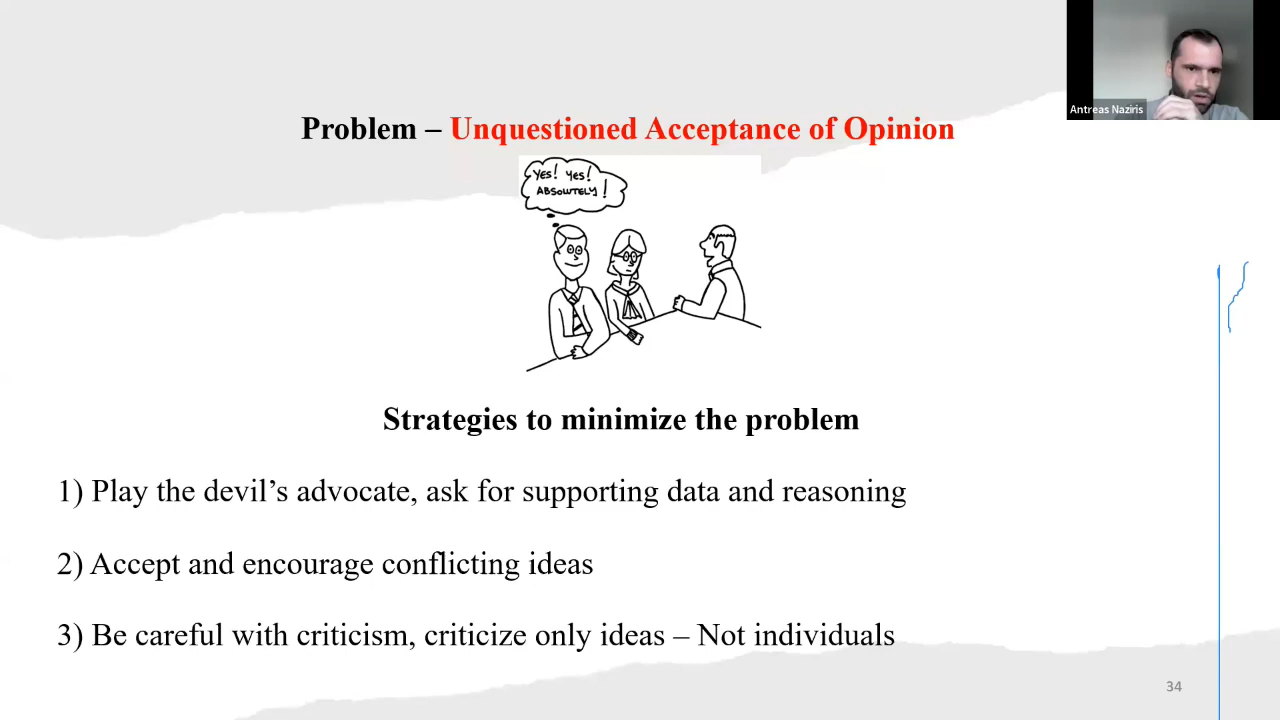 Antreas Naziris
Problem – Unquestioned Acceptance of Opinion
Yes! Yes!
ABSOLUTELY!
Strategies to minimize the problem
1) Play the devil’s advocate, ask for supporting data and reasoning
2) Accept and encourage conflicting ideas
3) Be careful with criticism, criticize only ideas – Not individuals
34